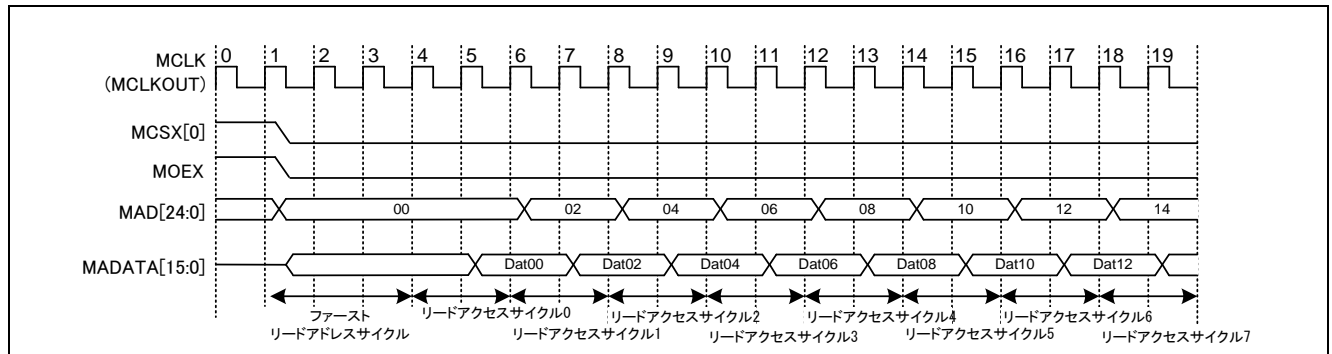 MCLK
(MCLKOUT)
0 1 2 3 4 5 6 7 8 9 10 11 12 13 14 15 16 17 18 19
MCSX[0]
MOEX
MAD[24:0]
00 02 04 06 08 10 12 14
MADATA[15:0]
Dat00 Dat02 Dat04 Dat06 Dat08 Dat10 Dat12
ファースト
リードアドレスサイクル
リードアクセスサイクル0
リードアクセスサイクル1
リードアクセスサイクル2
リードアクセスサイクル3
リードアクセスサイクル4
リードアクセスサイクル5
リードアクセスサイクル6
リードアクセスサイクル7